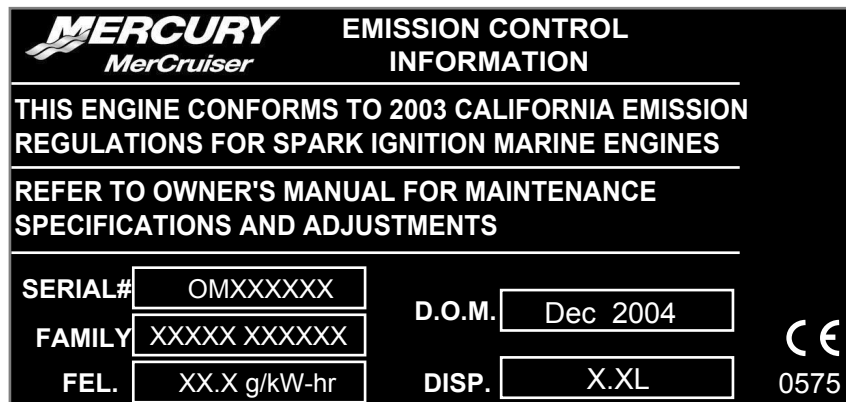 MERCURY
MerCruiser
EMISSION CONTROL
INFORMATION
THIS ENGINE CONFORMS TO 2003 CALIFORNIA EMISSION
REGULATIONS FOR SPARK IGNITION MARINE ENGINES
REFER TO OWNER'S MANUAL FOR MAINTENANCE
SPECIFICATIONS AND ADJUSTMENTS
SERIAL# OMXXXXXX
FAMILY XXXXX XXXXXX
FEL. XX.X g/kW-hr
D.O.M. Dec 2004
DISP. X.XL
CE
0575